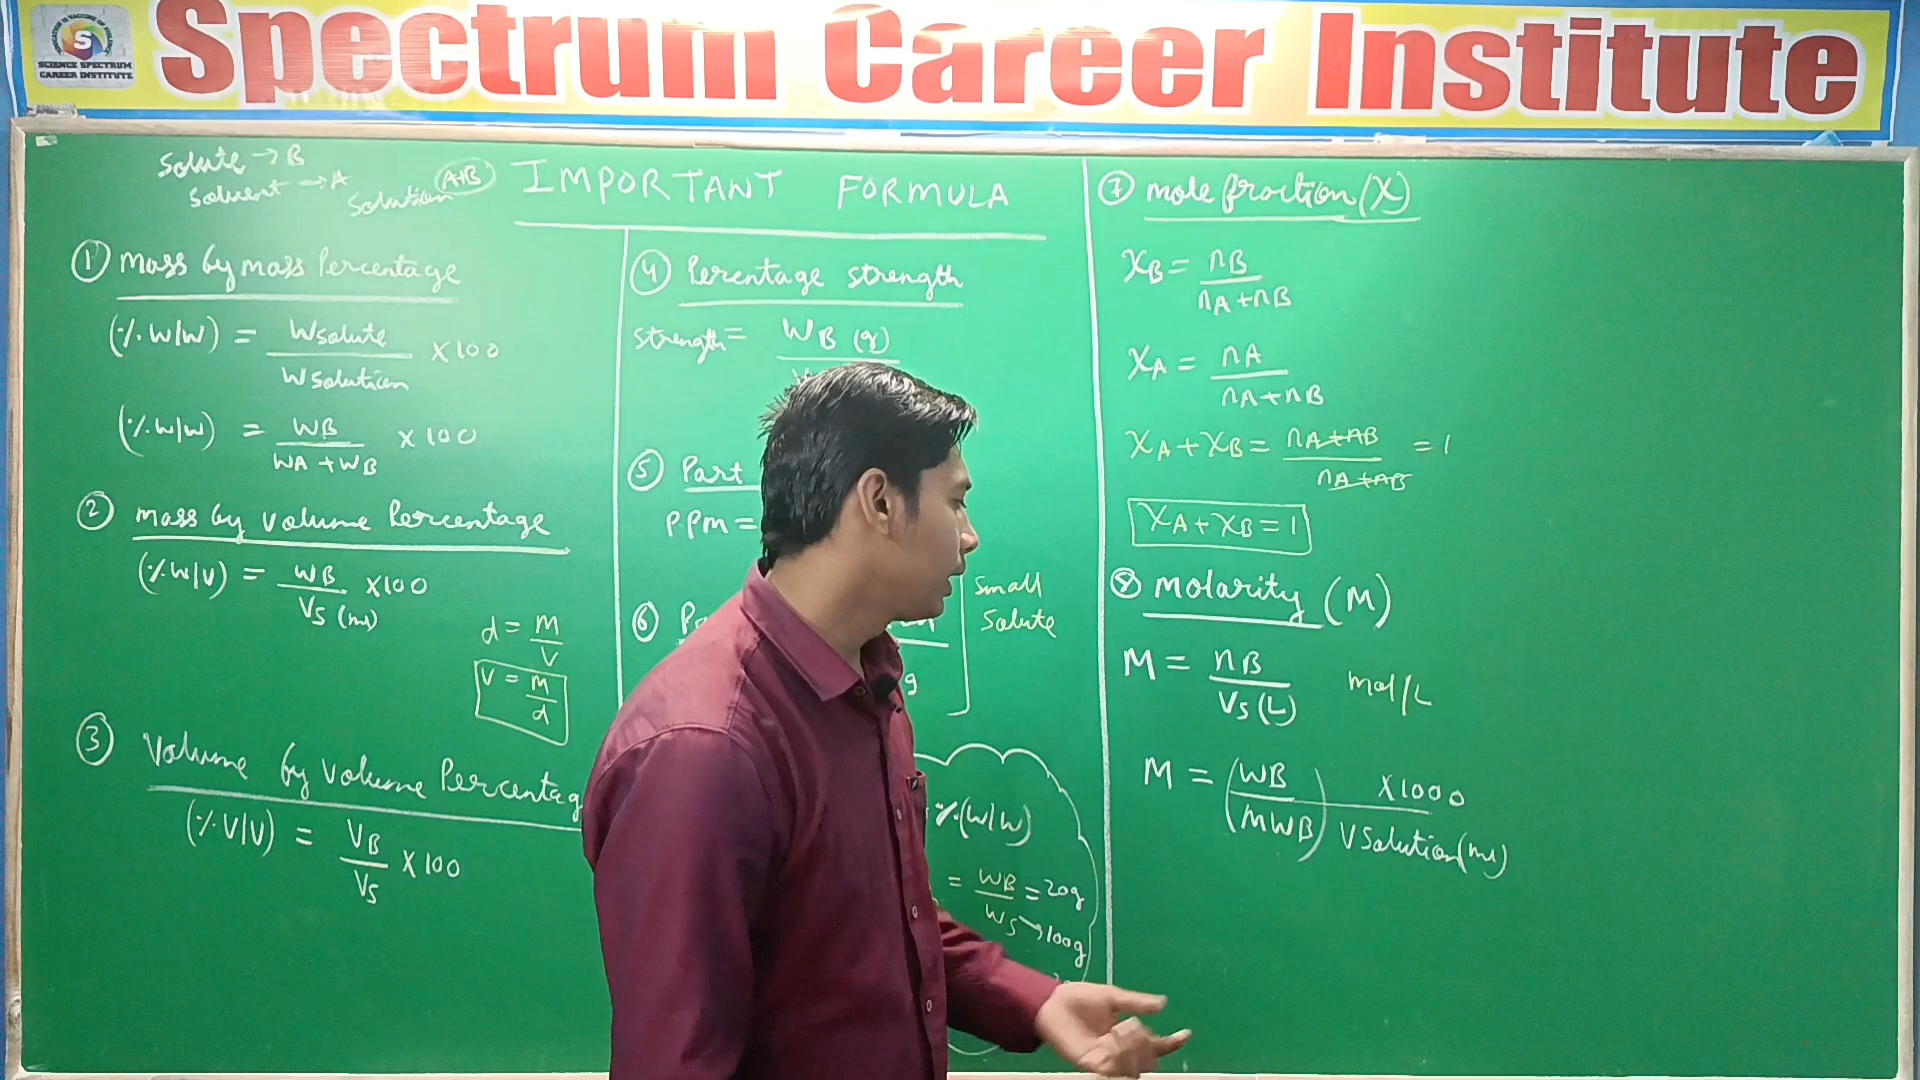 Spectrum Career Institute
SCIENCE SPECTRUM
CAREER INSTITUTE
Solute → B
Solvent → A
Solution A+B
IMPORTANT FORMULA
① Mass by mass Percentage
(% W/W) = Wsolute / Wsolution × 100
(% W/W) = WB / WA + WB × 100
② mass by volume Percentage
(% W/V) = WB / VS (ml) × 100
d = M / V
V = M / d
③ Volume by volume Percentag
(% V/V) = VB / VS × 100
④ Percentage strength
strength = WB (g)
⑤ Part
PPm =
⑥
Small
Solute
g
%(W/W)
= WB / WS = 20g
→ 100g
⑦ mole fraction (X)
XB = nB / nA + nB
XA = nA / nA + nB
XA + XB = nA + nB / nA + nB = 1
XA + XB = 1
⑧ Molarity (M)
M = nB / VS (L) mol/L
M = (WB / MWB) × 1000 / V Solution (ml)